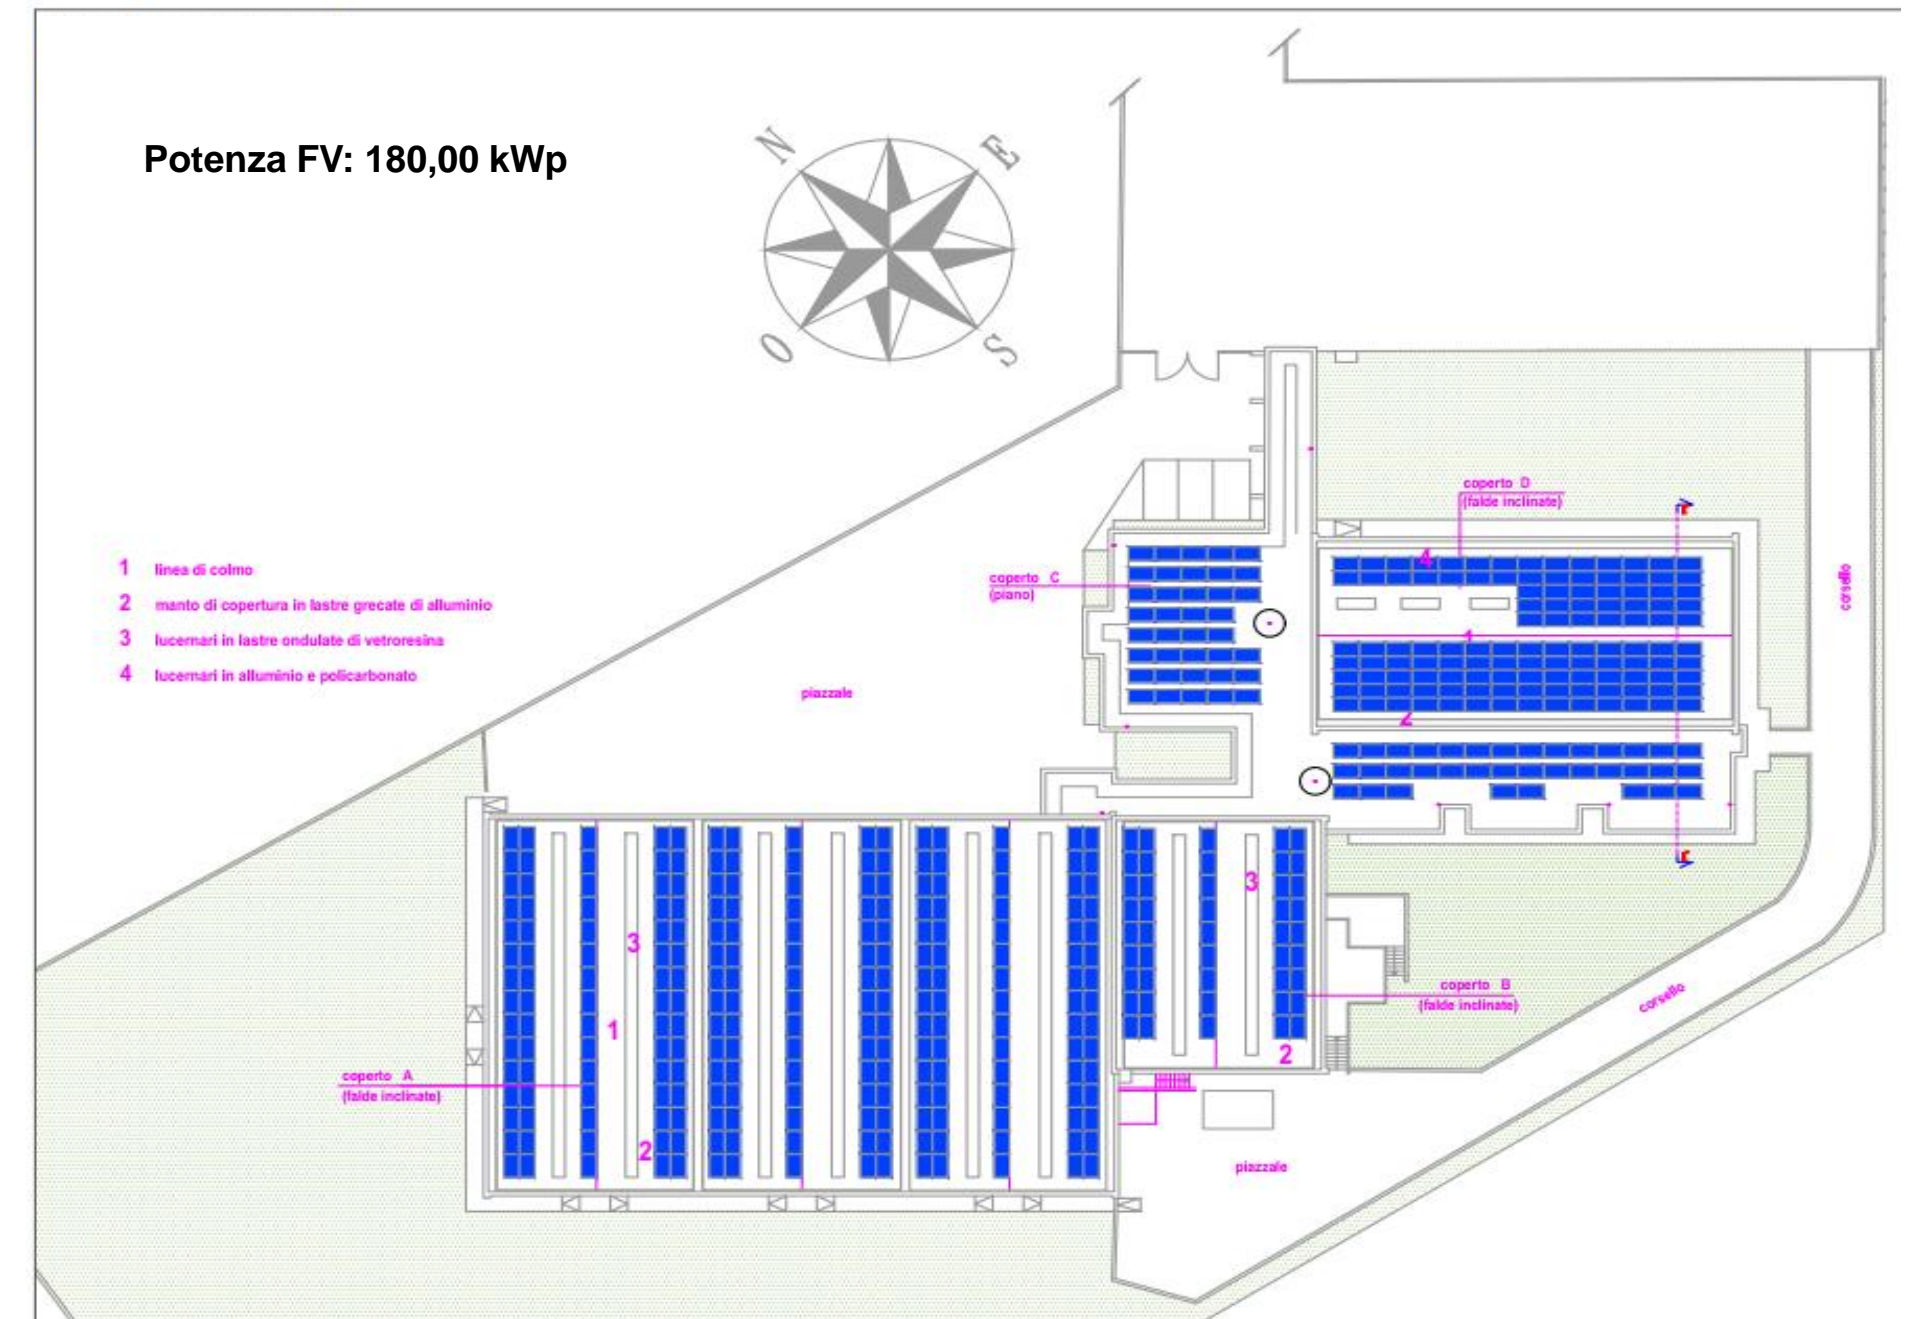 Potenza FV: 180,00 kWp
N
E
O
S
1 linea di colmo
2 manto di copertura in lastre grecate di alluminio
3 lucernari in lastre ondulate di vetroresina
4 lucernari in alluminio e policarbonato
coperto D
(falde inclinate)
4
coperto C
(piano)
corsello
1
piazzale
2
3
3
coperto B
(falde inclinate)
corsello
1
2
coperto A
(falde inclinate)
2
piazzale